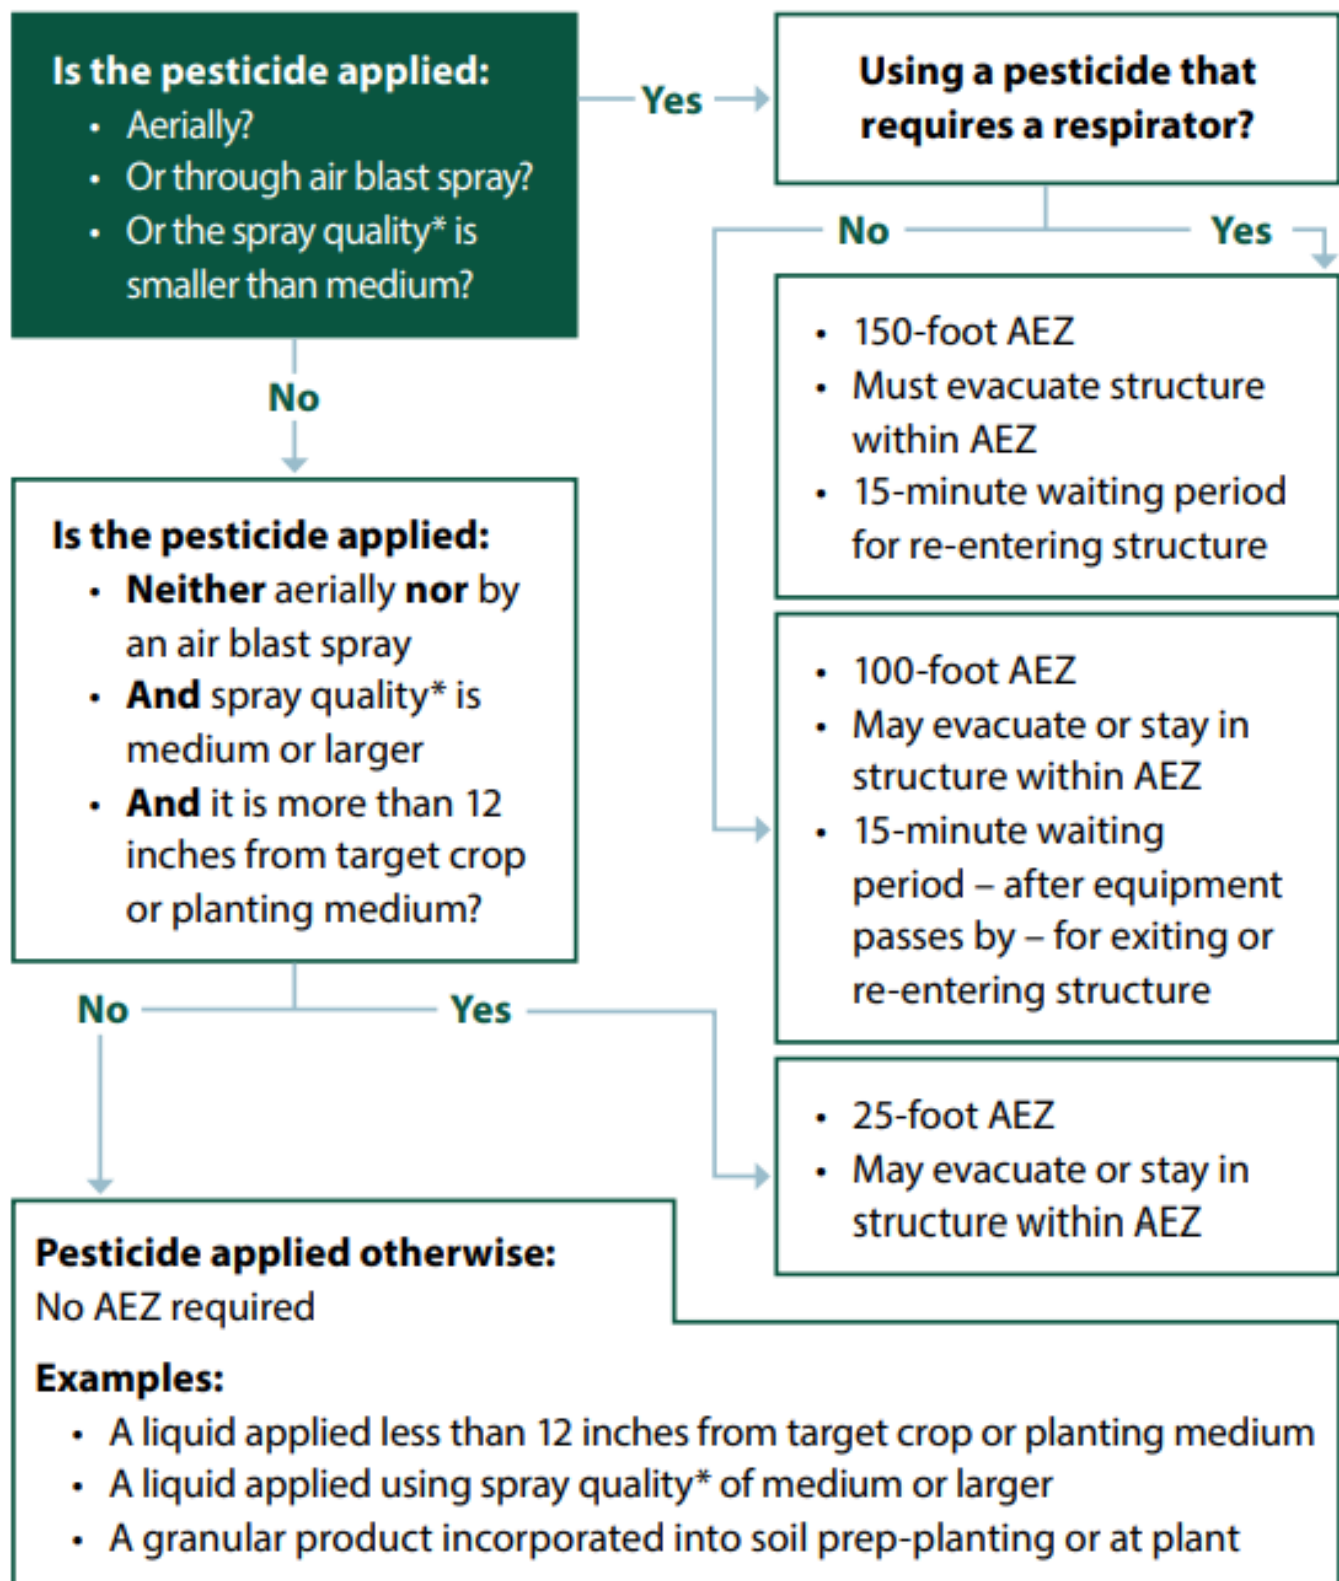 Is the pesticide applied:
• Aerially?
• Or through air blast spray?
• Or the spray quality* is
smaller than medium?
Yes
Using a pesticide that
requires a respirator?
No
Yes
• 150-foot AEZ
• Must evacuate structure
within AEZ
• 15-minute waiting period
for re-entering structure
• 100-foot AEZ
• May evacuate or stay in
structure within AEZ
• 15-minute waiting
period – after equipment
passes by – for exiting or
re-entering structure
No
Is the pesticide applied:
• Neither aerially nor by
an air blast spray
• And spray quality* is
medium or larger
• And it is more than 12
inches from target crop
or planting medium?
No
Yes
• 25-foot AEZ
• May evacuate or stay in
structure within AEZ
Pesticide applied otherwise:
No AEZ required
Examples:
• A liquid applied less than 12 inches from target crop or planting medium
• A liquid applied using spray quality* of medium or larger
• A granular product incorporated into soil prep-planting or at plant